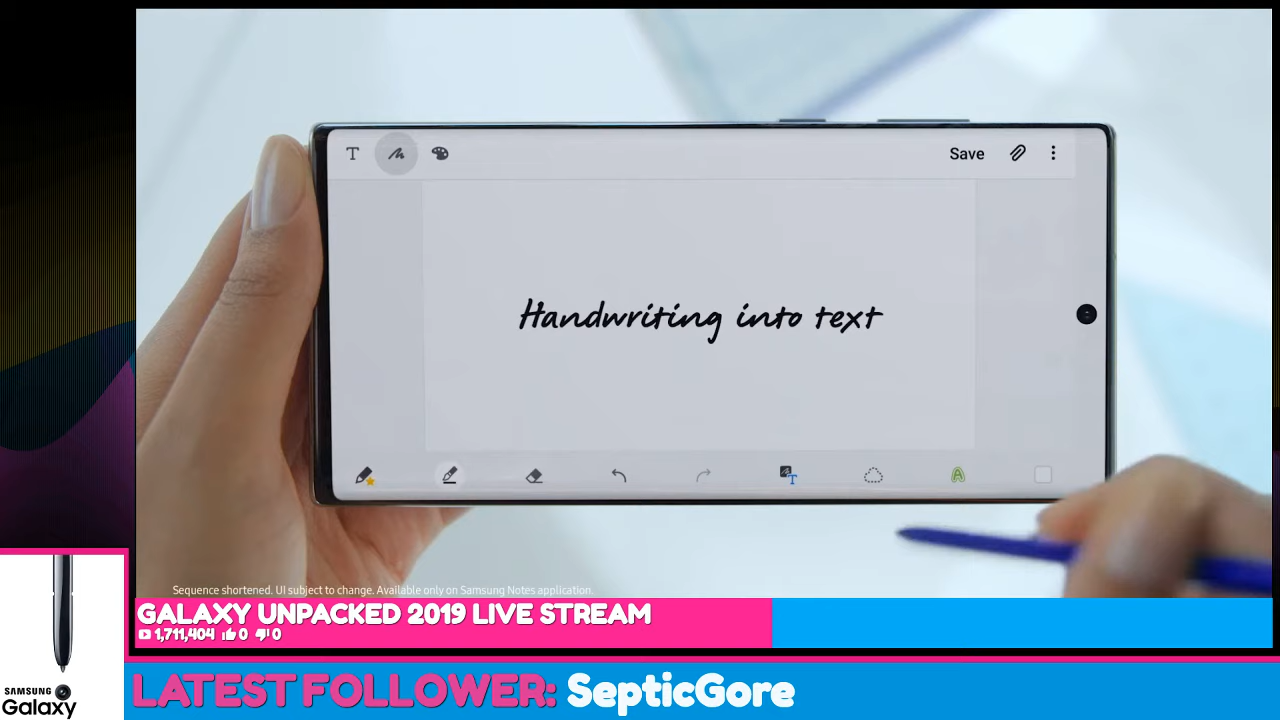 Save
Handwriting into text
Sequence shortened. UI subject to change. Available only on Samsung Notes application.
GALAXY UNPACKED 2019 LIVE STREAM
1,711,404 0 0
SAMSUNG
Galaxy
LATEST FOLLOWER: SepticGore